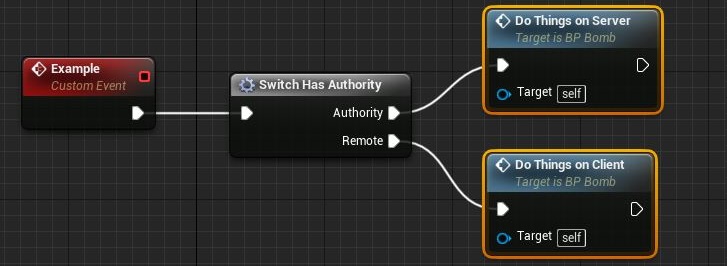 Example
Custom Event
Switch Has Authority
Authority
Remote
Do Things on Server
Target is BP Bomb
Target self
Do Things on Client
Target is BP Bomb
Target self